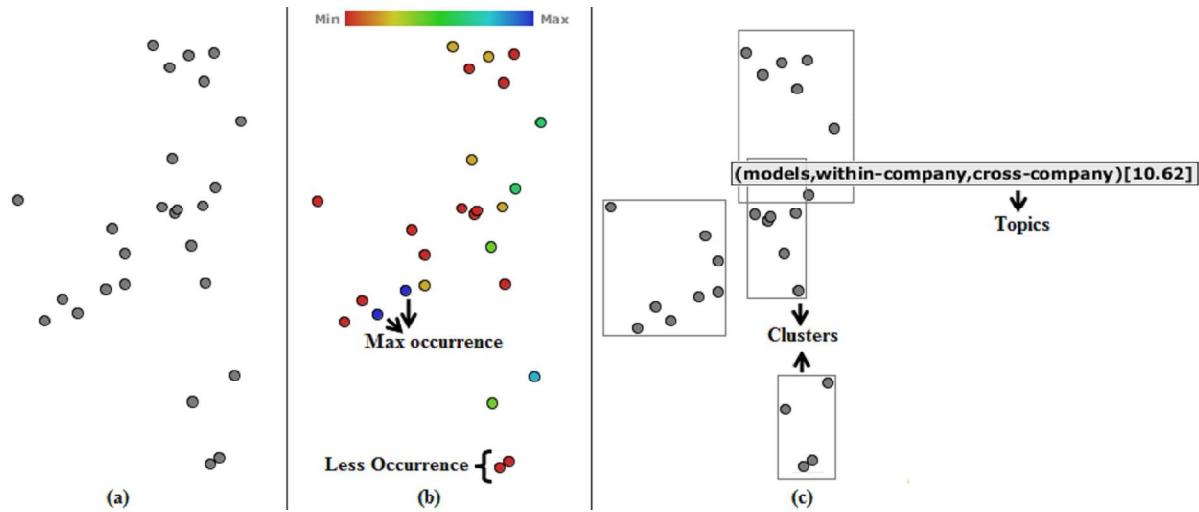 Min
Max
(models,within-company,cross-company)[10.62]
Topics
Max occurrence
Clusters
Less Occurrence
(a)
(b)
(c)